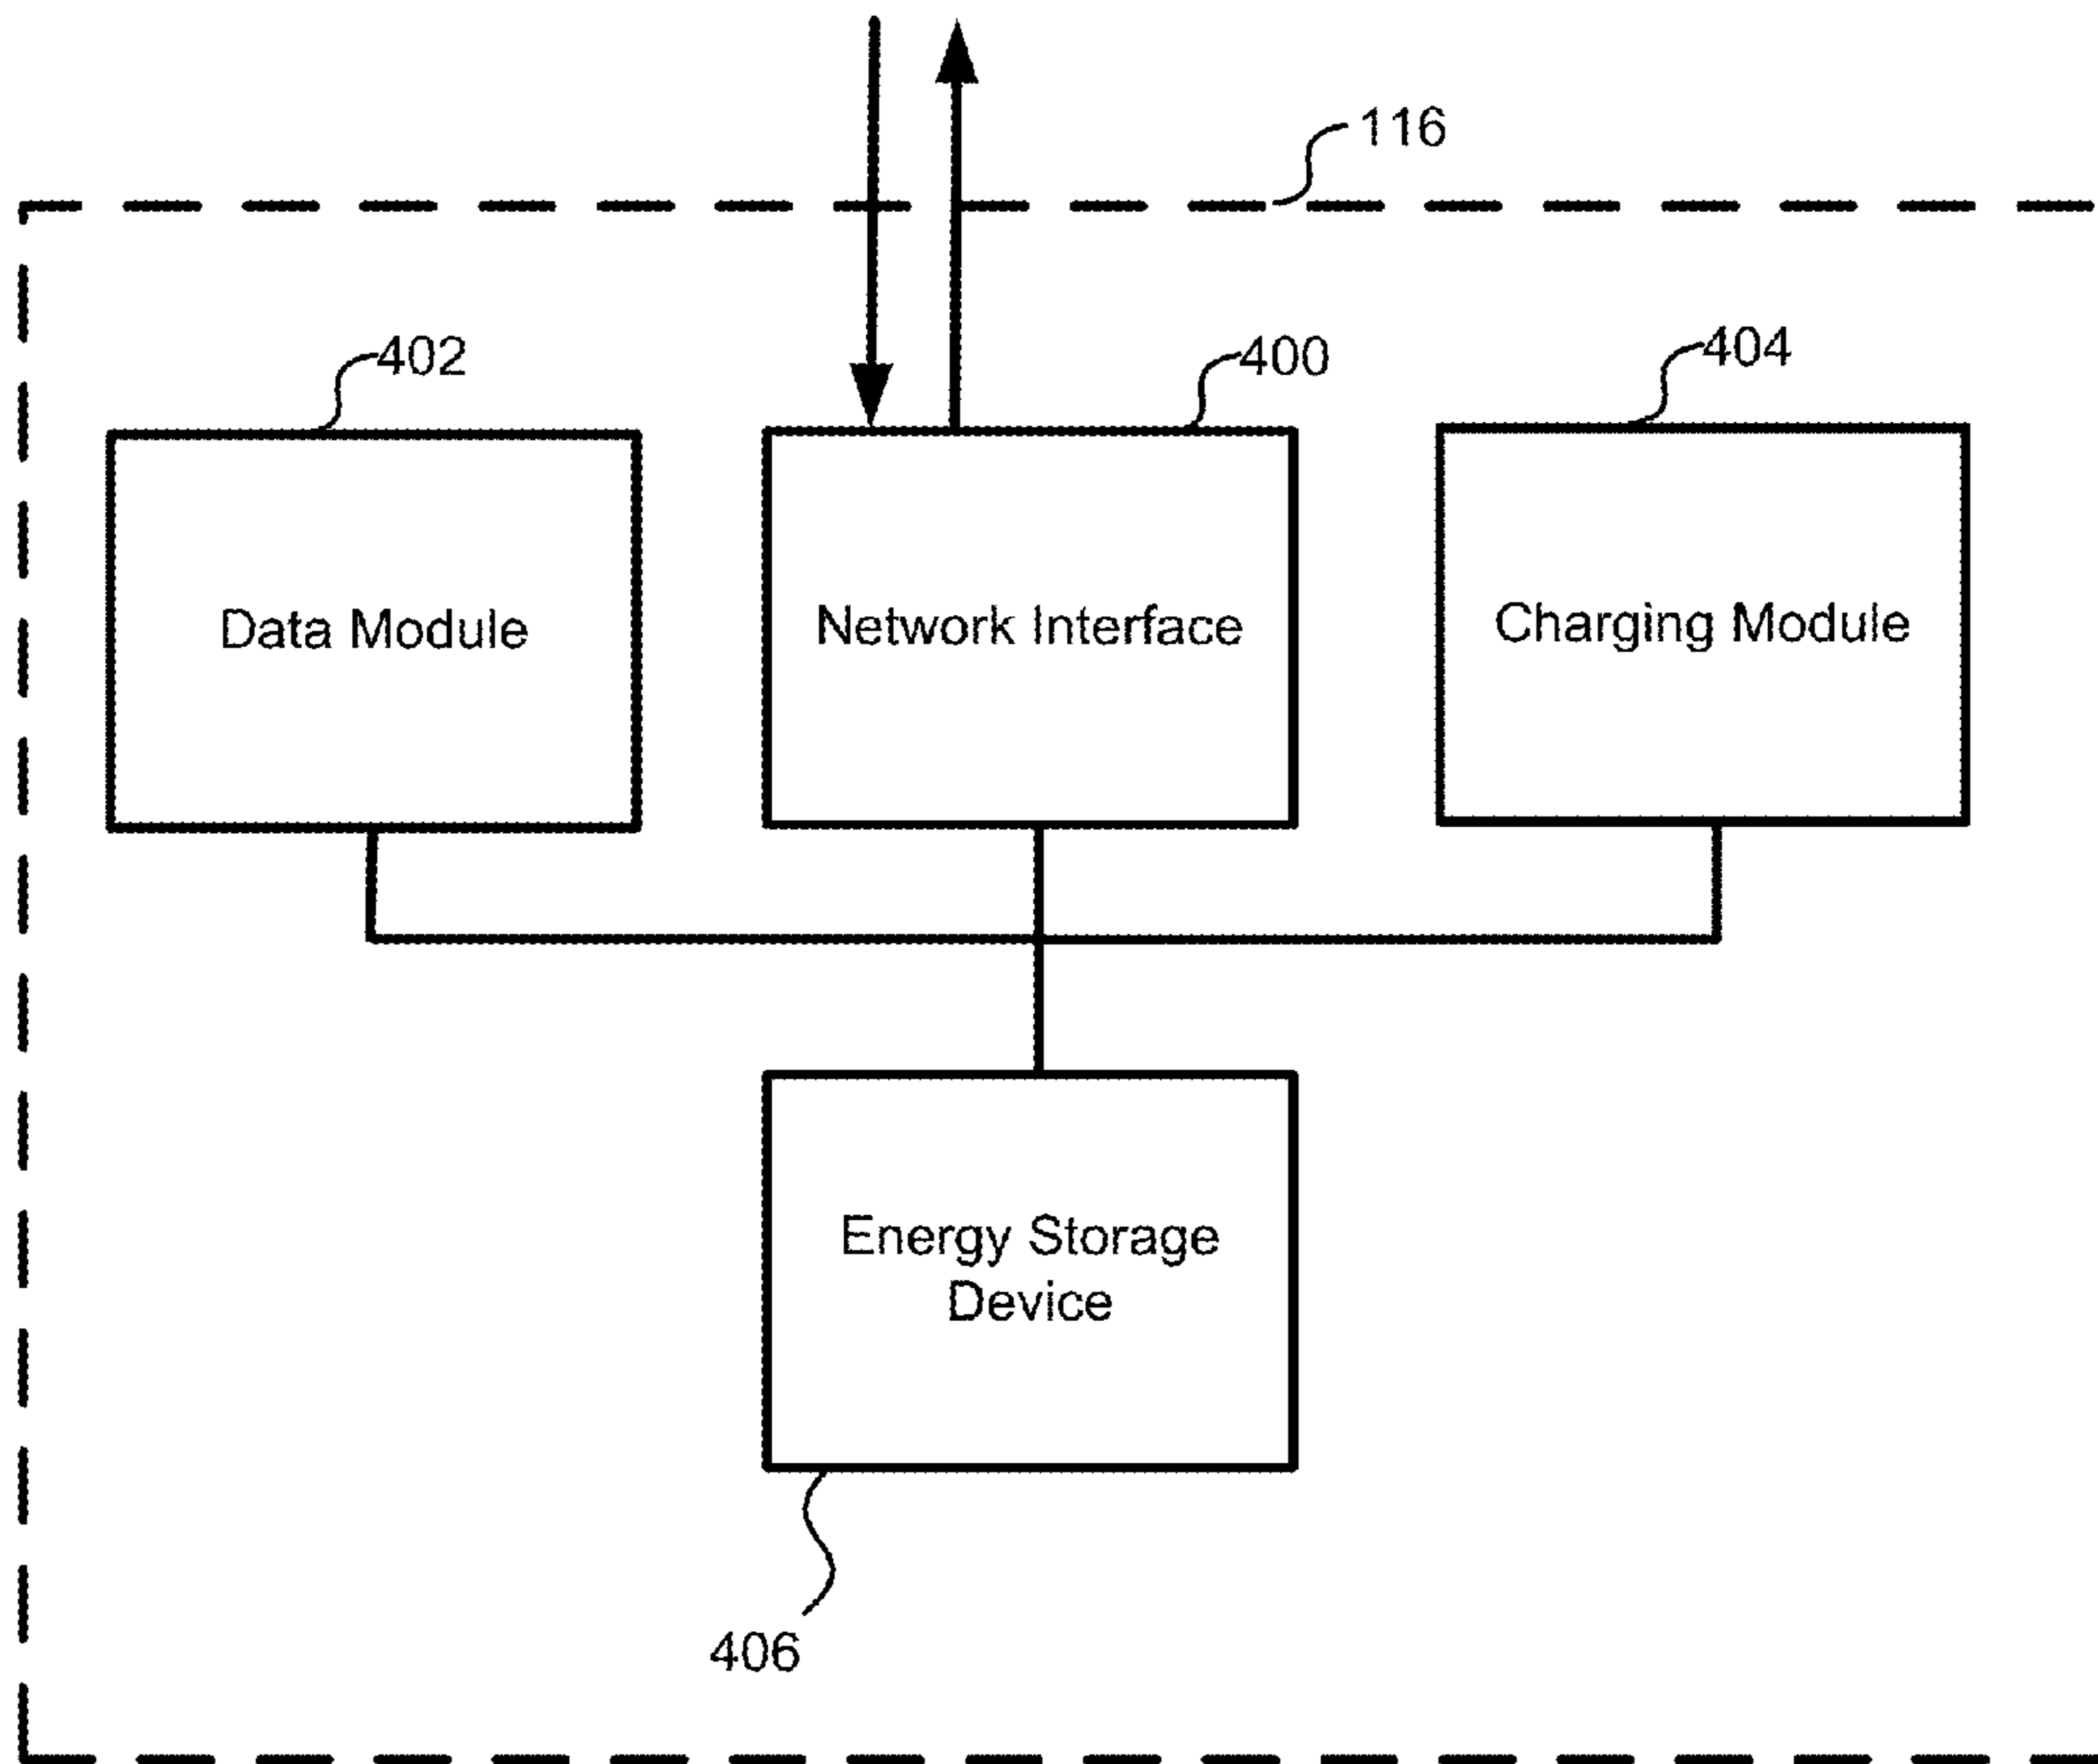 116
402
400
404
Data Module
Network Interface
Charging Module
Energy Storage
Device
406